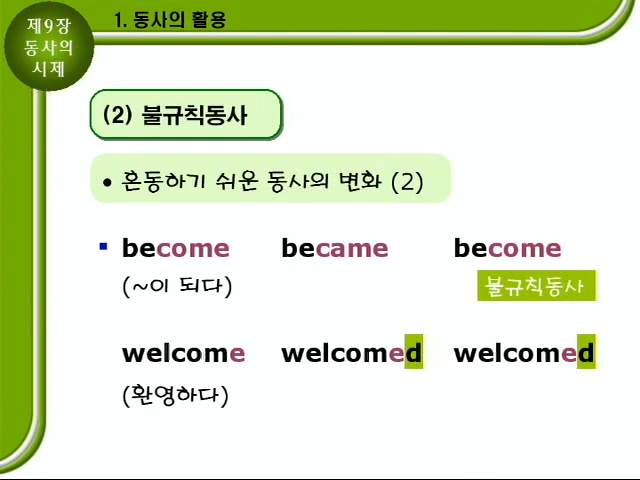 제9장
동사의
시제
1. 동사의 활용
(2) 불규칙동사
• 혼동하기 쉬운 동사의 변화 (2)
become became become
(~이 되다) 불규칙동사
welcome welcomed welcomed
(환영하다)